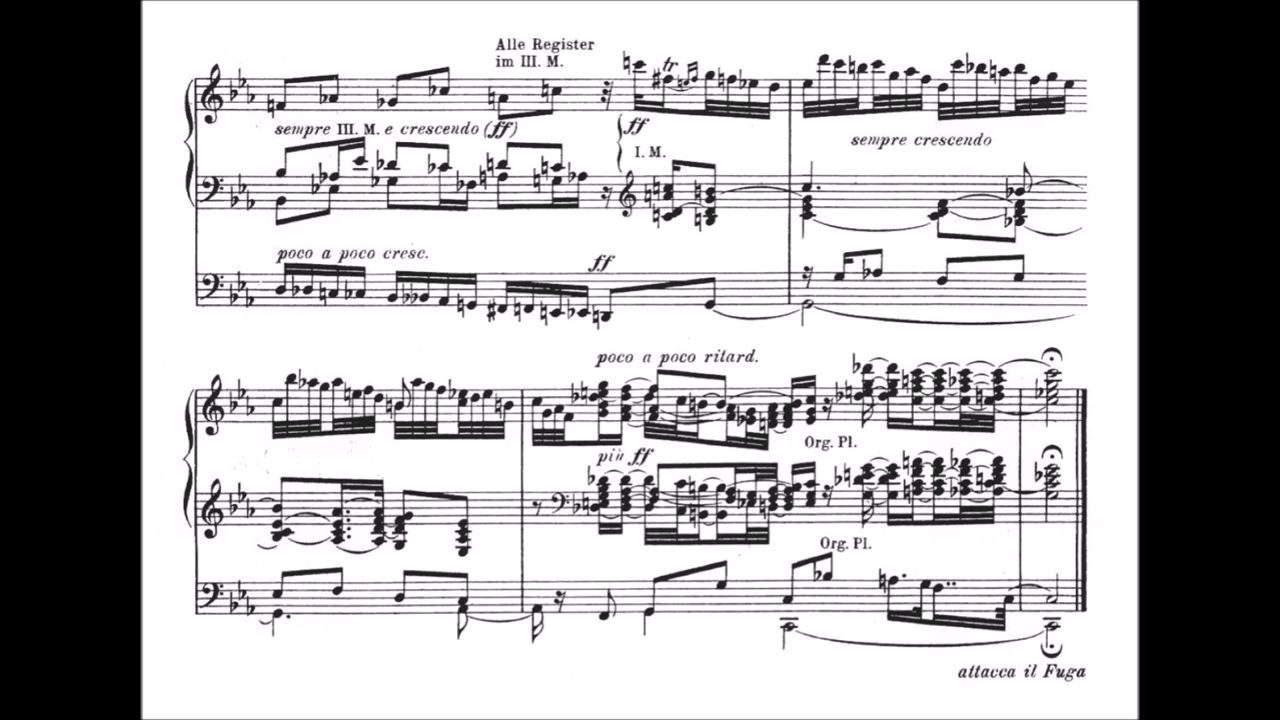 Alle Register
im III. M.
sempre III. M. e crescendo (ff)
ff
I. M.
sempre crescendo
poco a poco cresc.
ff
poco a poco ritard.
Org. Pl.
più ff
Org. Pl.
attacca il Fuga